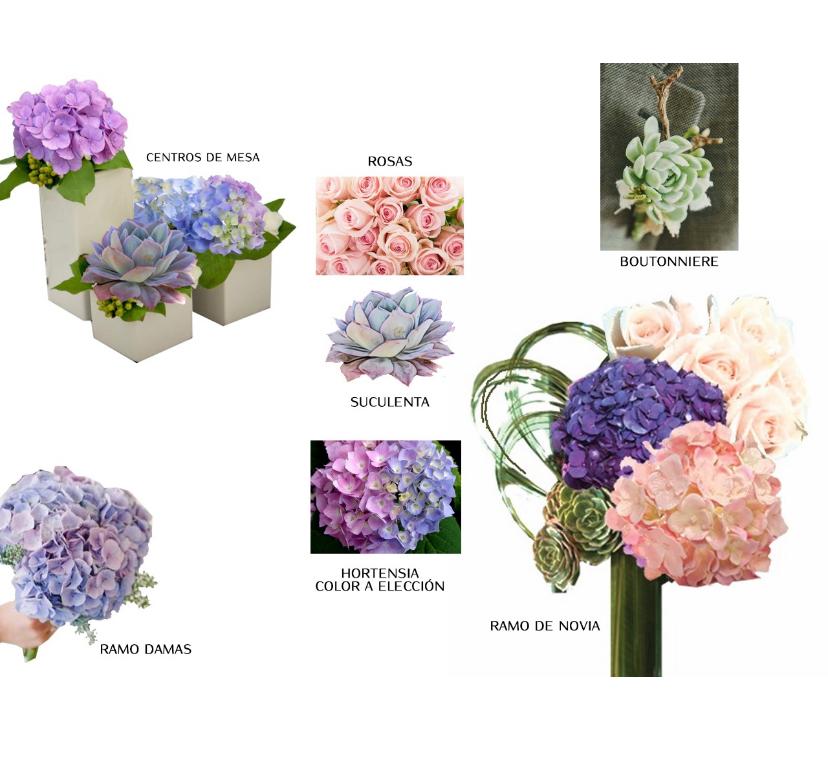 CENTROS DE MESA
ROSAS
BOUTONNIERE
SUCULENTA
HORTENSIA
COLOR A ELECCIÓN
RAMO DE NOVIA
RAMO DAMAS